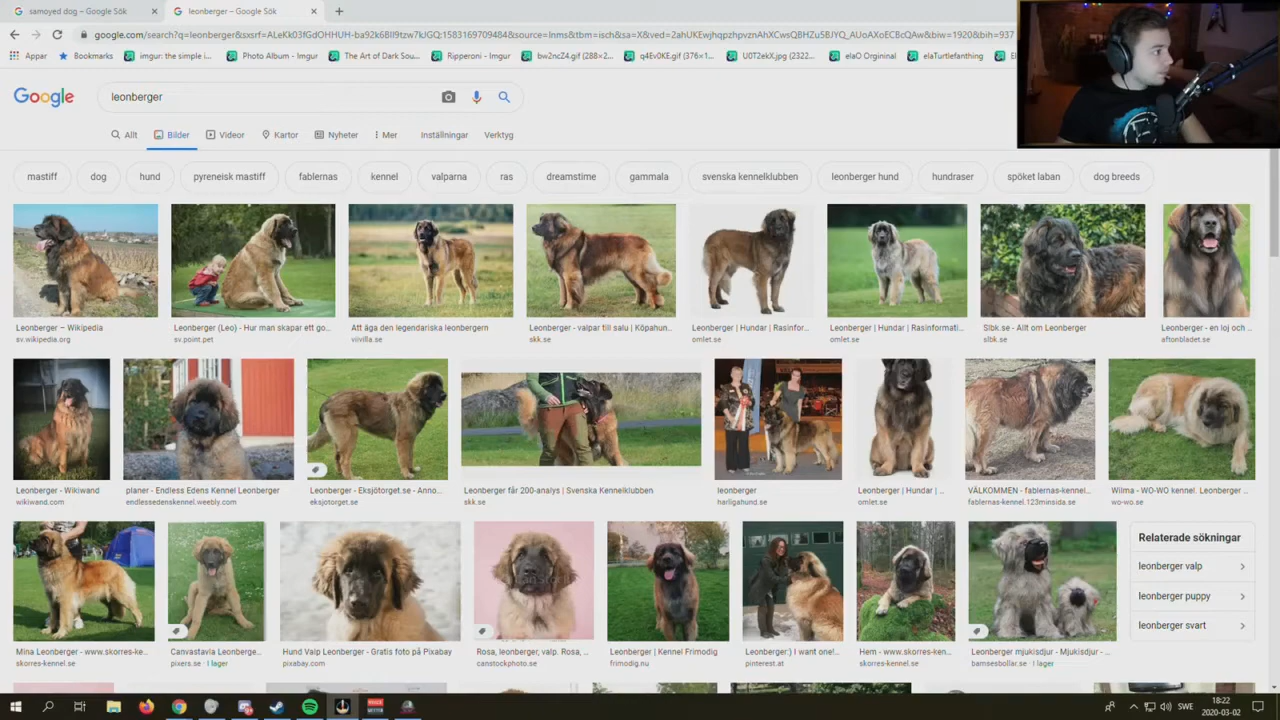 samoyed dog – Google Sök
leonberger – Google Sök
google.com/search?q=leonberger&sxsrf=ALeKk03fGdOHHUH-ba92k6BlI9tzw7kUGQ:1583169709484&source=lnms&tbm=isch&sa=X&ved=2ahUKEwjhqpzhpvznAhXCwsQBHZu5BJYQ_AUoAXoECBcQAw&biw=1920&bih=937
Appar
Bookmarks
imgur: the simple i...
Photo Album - Imgur
The Art of Dark Sou...
Ripperoni - Imgur
bw2ncZ4.gif (288×2...
q4Ev0KE.gif (376×1...
U0T2ekX.jpg (2322...
elaO Orgininal
elaTurtlefanthing
Google
leonberger
Allt
Bilder
Videor
Kartor
Nyheter
Mer
Inställningar
Verktyg
mastiff
dog
hund
pyreneisk mastiff
fablernas
kennel
valparna
ras
dreamstime
gammala
svenska kennelklubben
leonberger hund
hundraser
spöket laban
dog breeds
Leonberger – Wikipedia
sv.wikipedia.org
Leonberger (Leo) - Hur man skapar ett go...
sv.point.pet
Att äga den legendariska leonbergern
viivilla.se
Leonberger - valpar till salu | Köpahun...
skk.se
Leonberger | Hundar | Rasinfor...
omlet.se
Leonberger | Hundar | Rasinformati...
omlet.se
Slbk.se - Allt om Leonberger
slbk.se
Leonberger - en loj och ...
aftonbladet.se
Leonberger - Wikiwand
wikiwand.com
planer - Endless Edens Kennel Leonberger
endlessedenskennel.weebly.com
Leonberger - Eksjötorget.se - Anno...
eksjotorget.se
Leonberger får 200-analys | Svenska Kennelklubben
skk.se
leonberger
harligahund.se
Leonberger | Hundar | ...
omlet.se
VÄLKOMMEN - fablernas-kennel...
fablernas-kennel.123minsida.se
Wilma - WO-WO kennel. Leonberger ...
wo-wo.se
Relaterade sökningar
leonberger valp
leonberger puppy
leonberger svart
Mina Leonberger - www.skorres-ke...
skorres-kennel.se
Canvastavla Leonberge...
pixers.se · I lager
Hund Valp Leonberger - Gratis foto på Pixabay
pixabay.com
Rosa, leonberger, valp. Rosa, ...
canstockphoto.se
Leonberger | Kennel Frimodig
frimodig.nu
Leonberger:) I want one!...
pinterest.at
Hem - www.skorres-ken...
skorres-kennel.se
Leonberger mjukisdjur - Mjukisdjur - ...
bamsesbollar.se · I lager
SWE
18:22
2020-03-02